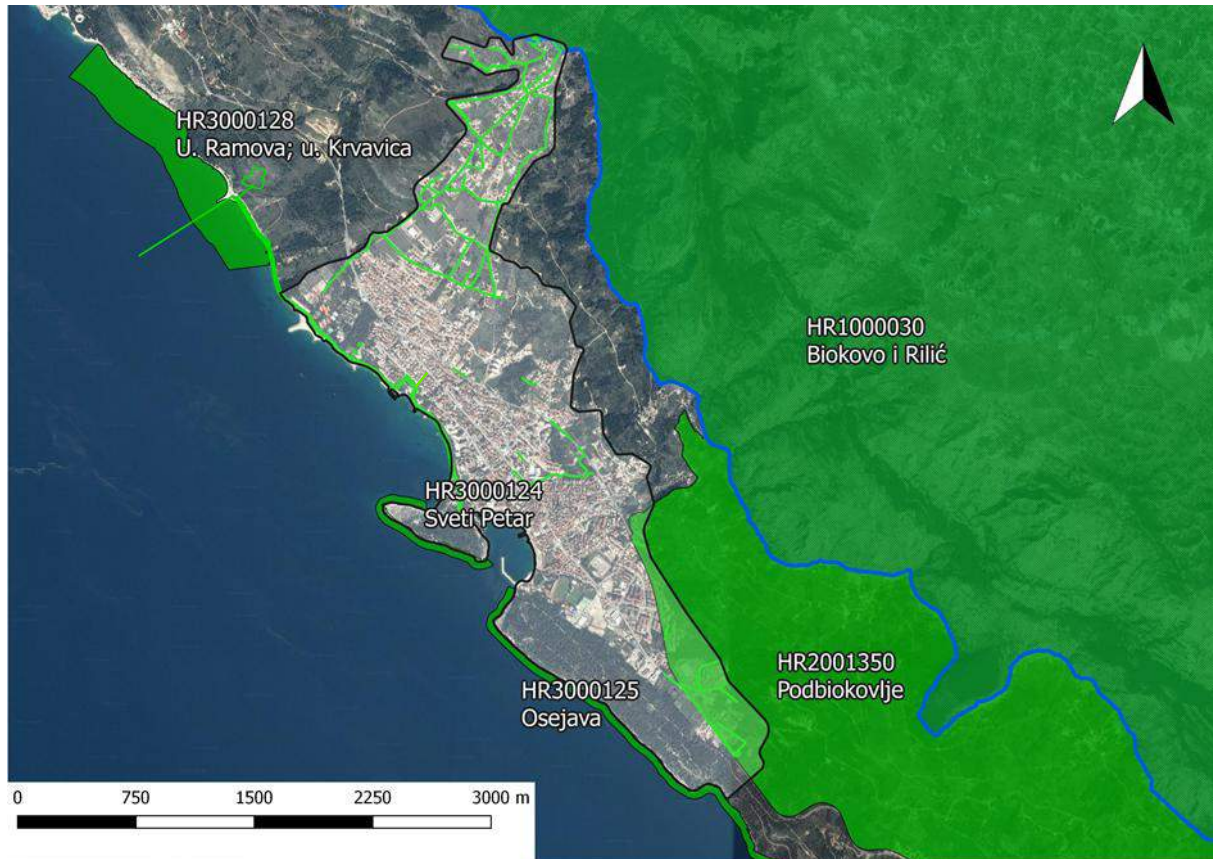 HR3000128
U. Ramova; u. Krvavica
HR1000030
Biokovo i Rilić
HR3000124
Sveti Petar
HR2001350
Podbiokovlje
HR3000125
Osejava
0 750 1500 2250 3000 m